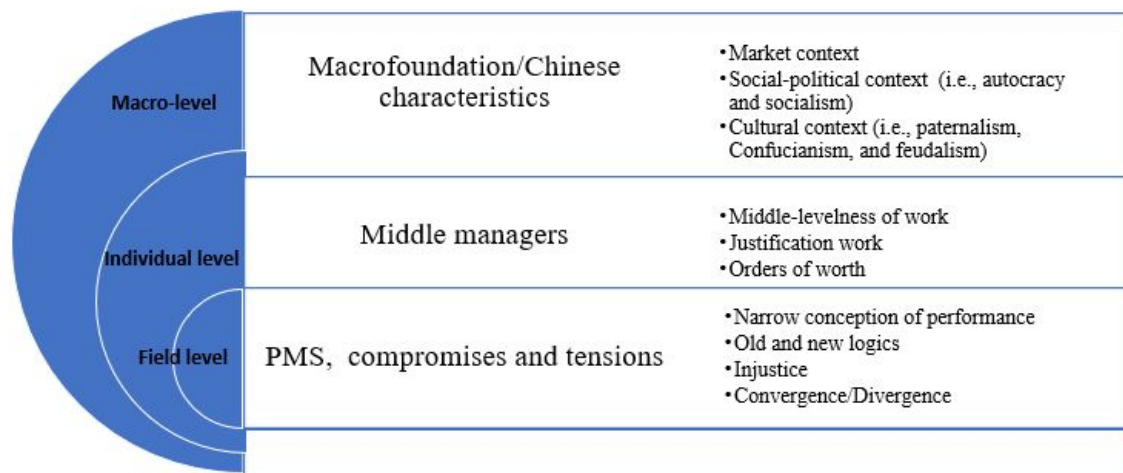 Macro-level
Macrofoundation/Chinese
characteristics
•Market context
•Social-political context (i.e., autocracy
and socialism)
•Cultural context (i.e., paternalism,
Confucianism, and feudalism)
Individual level
Middle managers
•Middle-levelness of work
•Justification work
•Orders of worth
Field level
PMS, compromises and tensions
•Narrow conception of performance
•Old and new logics
•Injustice
•Convergence/Divergence